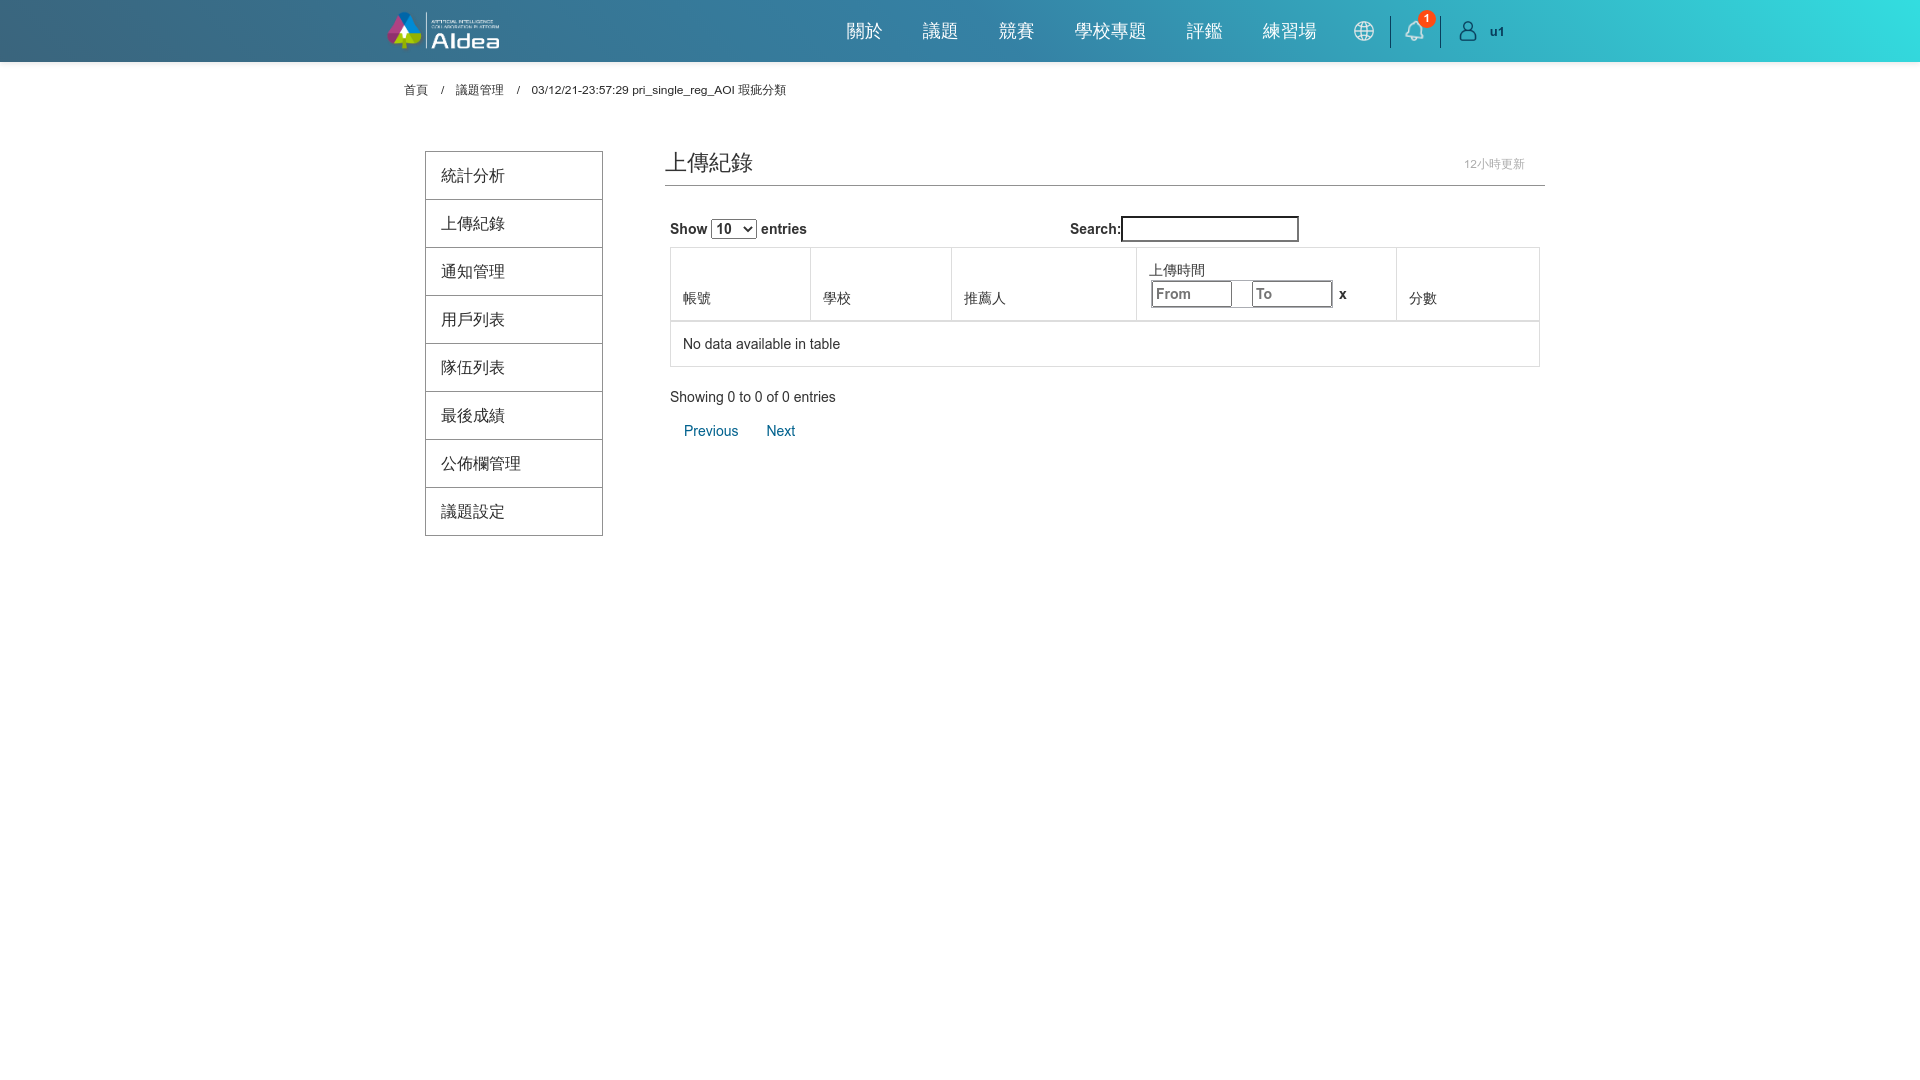 ARTIFICIAL INTELLIGENCE
COLLABORATION PLATFORM
AIdea
關於
議題
競賽
學校專題
評鑑
練習場
1
u1
首頁 / 議題管理 / 03/12/21-23:57:29 pri_single_reg_AOI 瑕疵分類
統計分析
上傳紀錄
通知管理
用戶列表
隊伍列表
最後成績
公佈欄管理
議題設定
上傳紀錄
12小時更新
Show 10 entries
Search:
帳號
學校
推薦人
上傳時間
From
To
x
分數
No data available in table
Showing 0 to 0 of 0 entries
Previous
Next